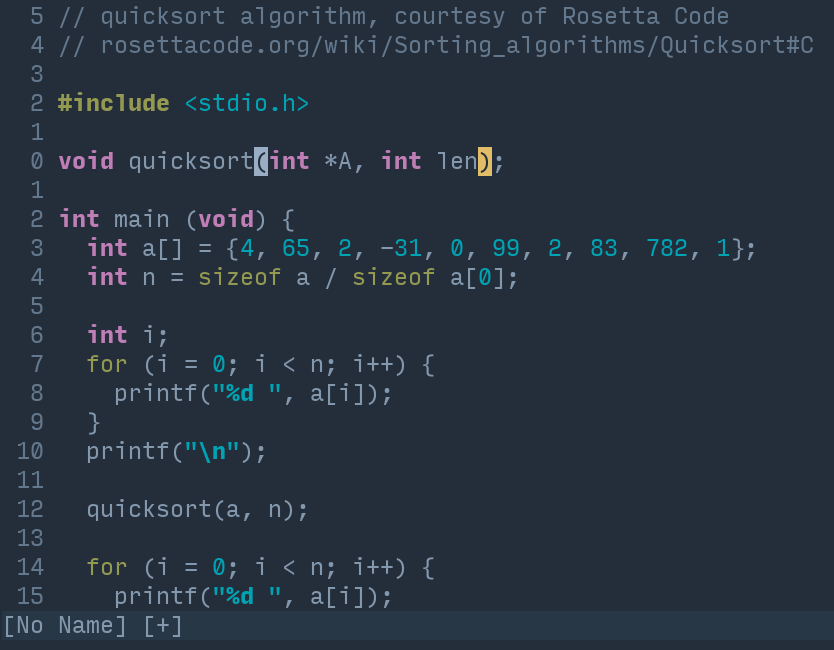 5 // quicksort algorithm, courtesy of Rosetta Code
4 // rosettacode.org/wiki/Sorting_algorithms/Quicksort#C
3
2 #include <stdio.h>
1
0 void quicksort(int *A, int len);
1
2 int main (void) {
3   int a[] = {4, 65, 2, -31, 0, 99, 2, 83, 782, 1};
4   int n = sizeof a / sizeof a[0];
5
6   int i;
7   for (i = 0; i < n; i++) {
8     printf("%d ", a[i]);
9   }
10   printf("\n");
11
12   quicksort(a, n);
13
14   for (i = 0; i < n; i++) {
15     printf("%d ", a[i]);
[No Name] [+]